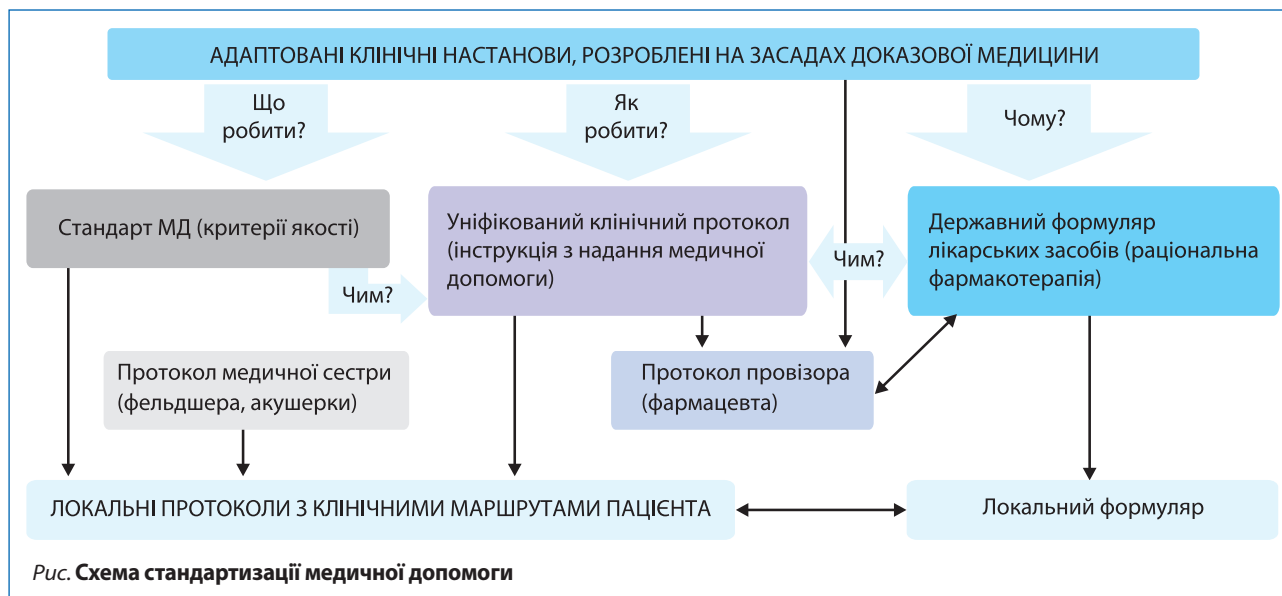 АДАПТОВАНІ КЛІНІЧНІ НАСТАНОВИ, РОЗРОБЛЕНІ НА ЗАСАДАХ ДОКАЗОВОЇ МЕДИЦИНИ
Що
робити?
Як
робити?
Чому?
Стандарт МД (критерії якості)
Чим?
Уніфікований клінічний протокол
(інструкція з надання медичної
допомоги)
Чим?
Державний формуляр
лікарських засобів (раціональна
фармакотерапія)
Протокол медичної сестри
(фельдшера, акушерки)
Протокол провізора
(фармацевта)
ЛОКАЛЬНІ ПРОТОКОЛИ З КЛІНІЧНИМИ МАРШРУТАМИ ПАЦІЄНТА
Локальний формуляр
Рис. Схема стандартизації медичної допомоги